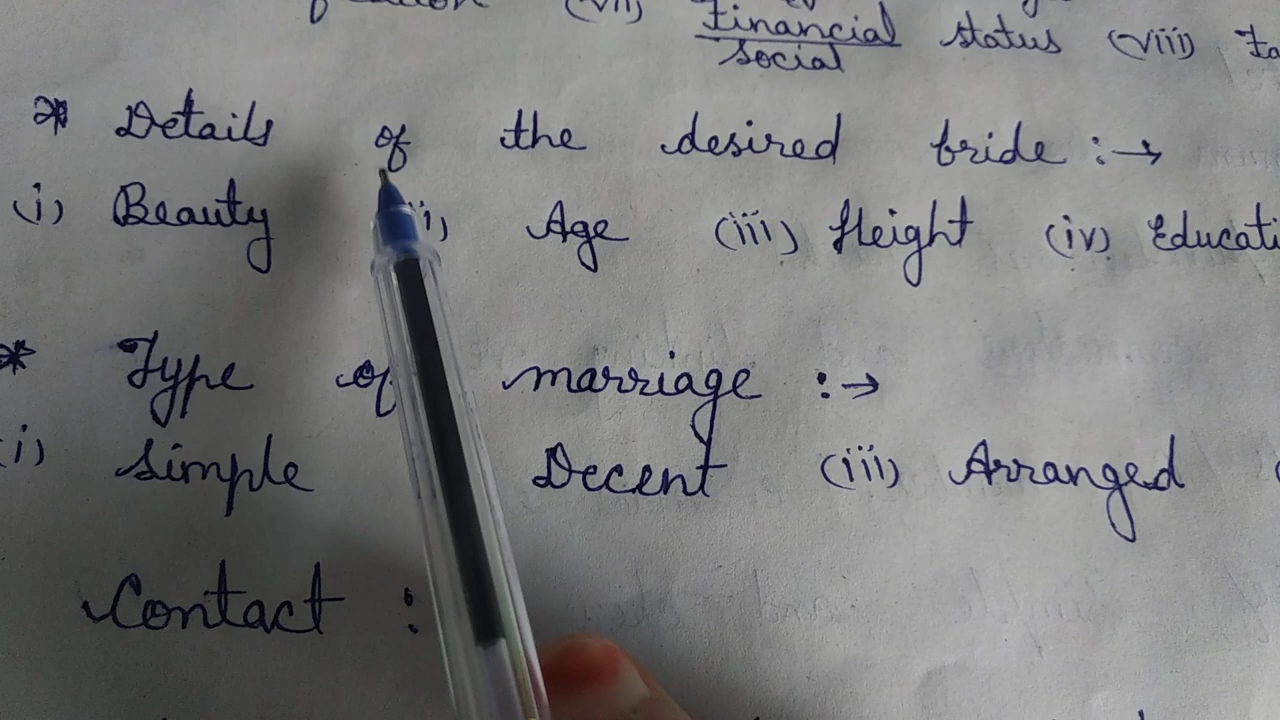 (vii) Financial status (viii)
Social
* Details of the desired bride :→
(i) Beauty Age (iii) Height (iv) Educati
* Type of marriage :→
(i) Simple Decent (iii) Arranged
Contact :